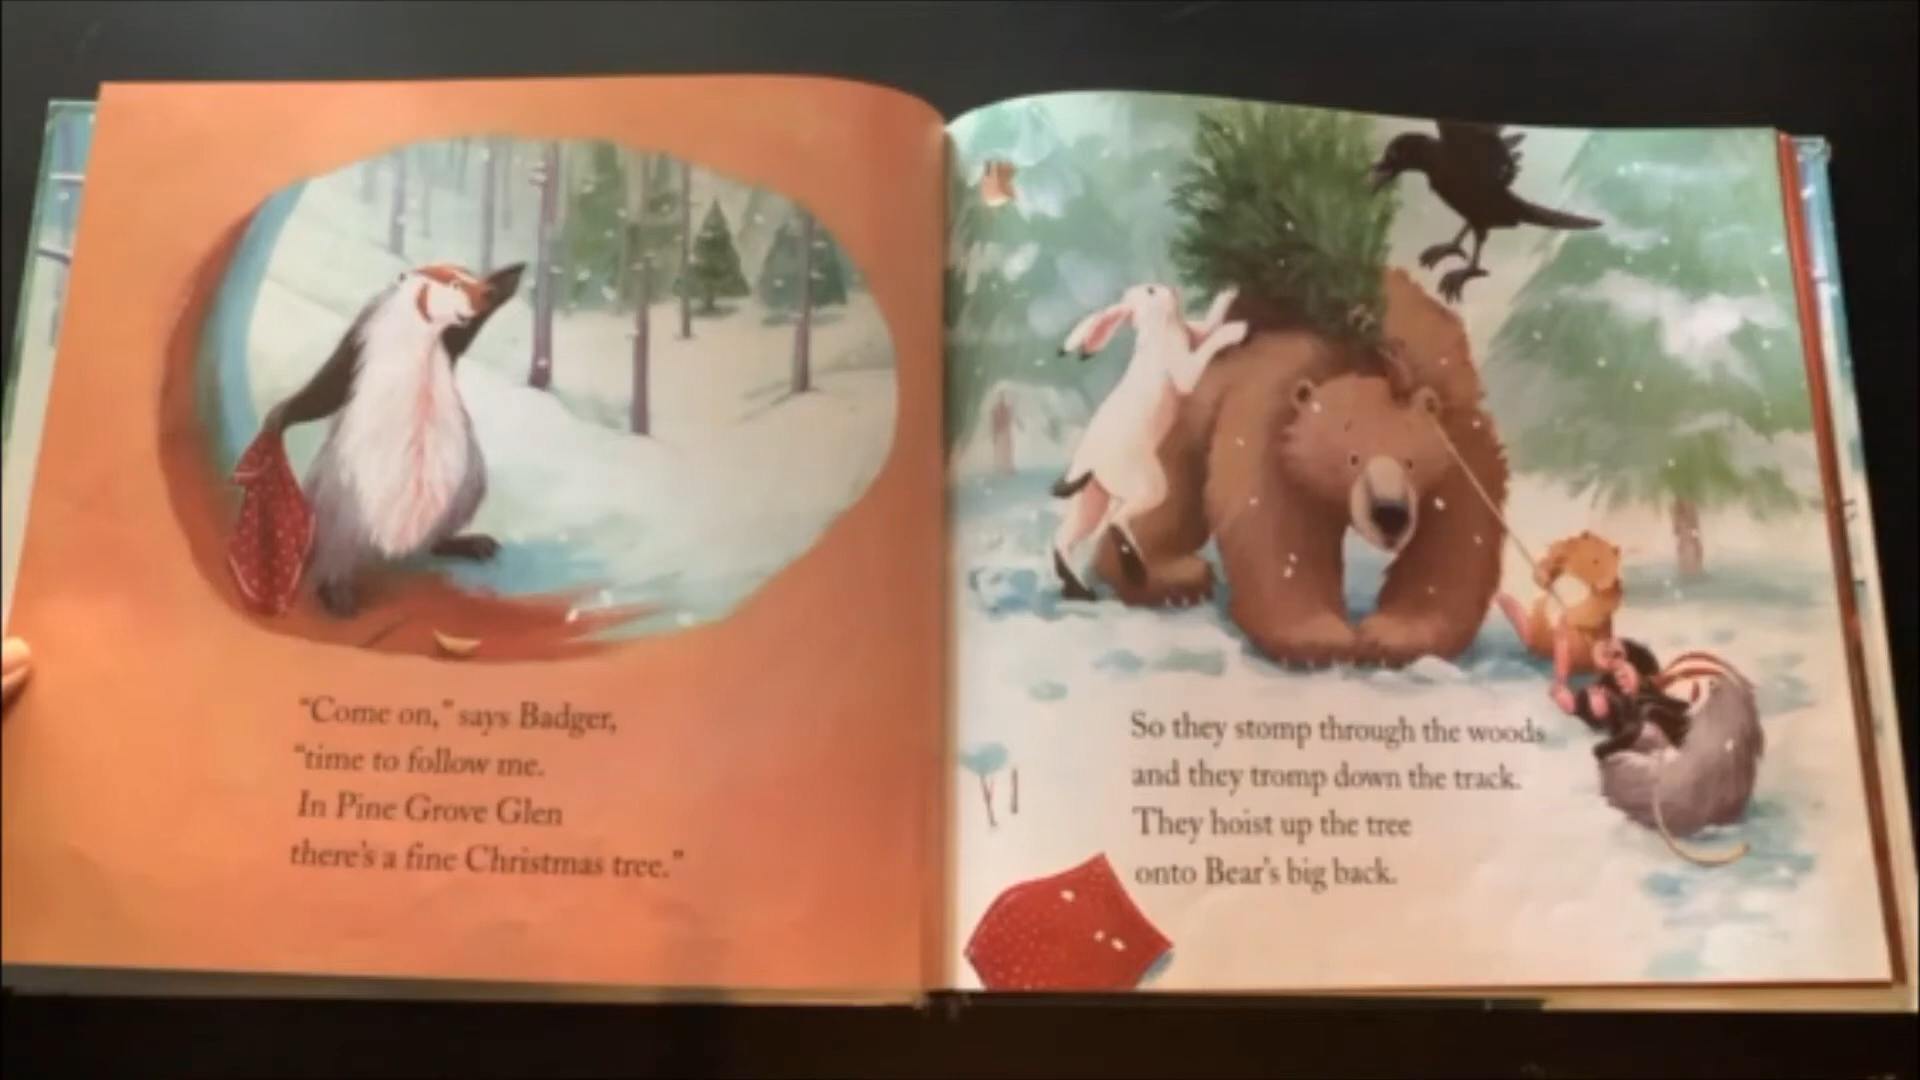 “Come on,” says Badger,
“time to follow me.
In Pine Grove Glen
there’s a fine Christmas tree.”
So they stomp through the woods
and they tromp down the track.
They hoist up the tree
onto Bear’s big back.